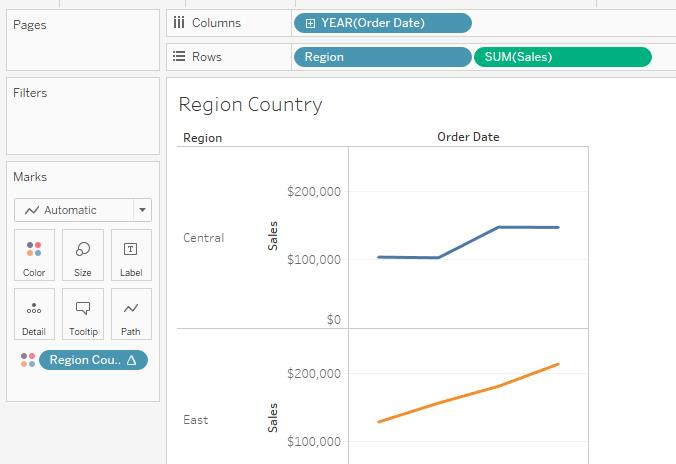 Pages
Columns
YEAR(Order Date)
Rows
Region
SUM(Sales)
Filters
Marks
Automatic
Color
Size
Label
Detail
Tooltip
Path
Region Cou..
Region Country
Region
Order Date
Central
Sales
$200,000
$100,000
$0
East
Sales
$200,000
$100,000